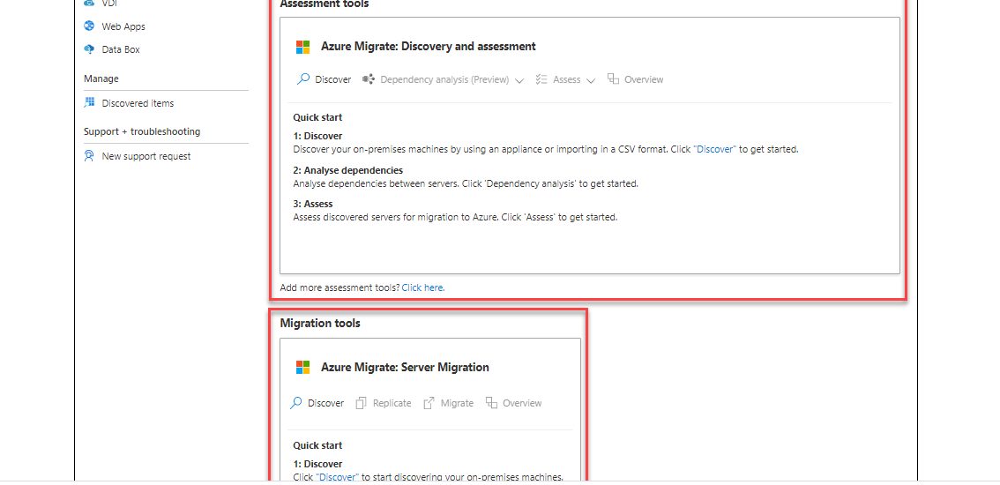 VDI
Web Apps
Data Box
Manage
Discovered items
Support + troubleshooting
New support request
Assessment tools
Azure Migrate: Discovery and assessment
Discover Dependency analysis (Preview) Assess Overview
Quick start
1: Discover
Discover your on-premises machines by using an appliance or importing in a CSV format. Click "Discover" to get started.
2: Analyse dependencies
Analyse dependencies between servers. Click 'Dependency analysis' to get started.
3: Assess
Assess discovered servers for migration to Azure. Click 'Assess' to get started.
Add more assessment tools? Click here.
Migration tools
Azure Migrate: Server Migration
Discover Replicate Migrate Overview
Quick start
1: Discover
Click "Discover" to start discovering your on-premises machines.